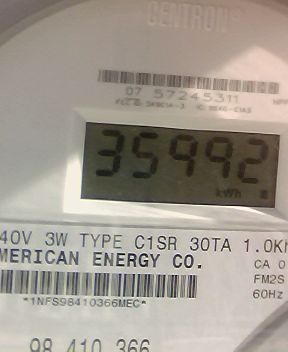 CENTRON®
07 57245311
35992
kWh
40V 3W TYPE C1SR 30TA 1.0Kh
MERICAN ENERGY CO.
CA 0
FM2S
60Hz
*1NFS98410366MEC*
98 410 366